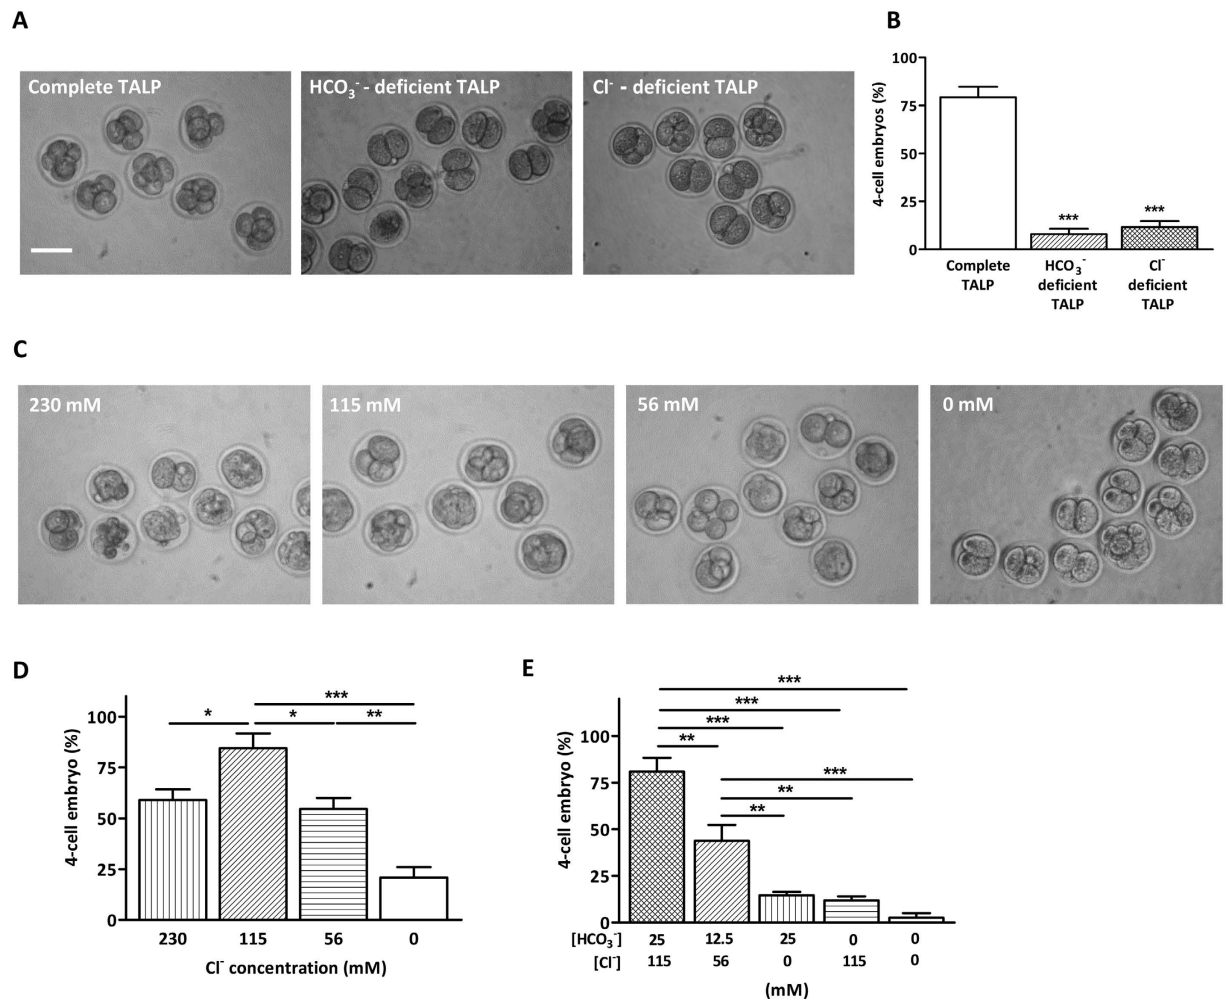 A
B
Complete TALP
HCO₃⁻ - deficient TALP
Cl⁻ - deficient TALP
4-cell embryos (%)
100
75
50
25
0
***
***
Complete
TALP
HCO₃⁻
deficient
TALP
Cl⁻
deficient
TALP
C
230 mM
115 mM
56 mM
0 mM
D
4-cell embryo (%)
100
75
50
25
0
***
*
*
**
230
115
56
0
Cl⁻ concentration (mM)
E
4-cell embryo (%)
100
75
50
25
0
***
***
***
**
***
**
**
[HCO₃⁻] 25 12.5 25 0 0
[Cl⁻] 115 56 0 115 0
(mM)